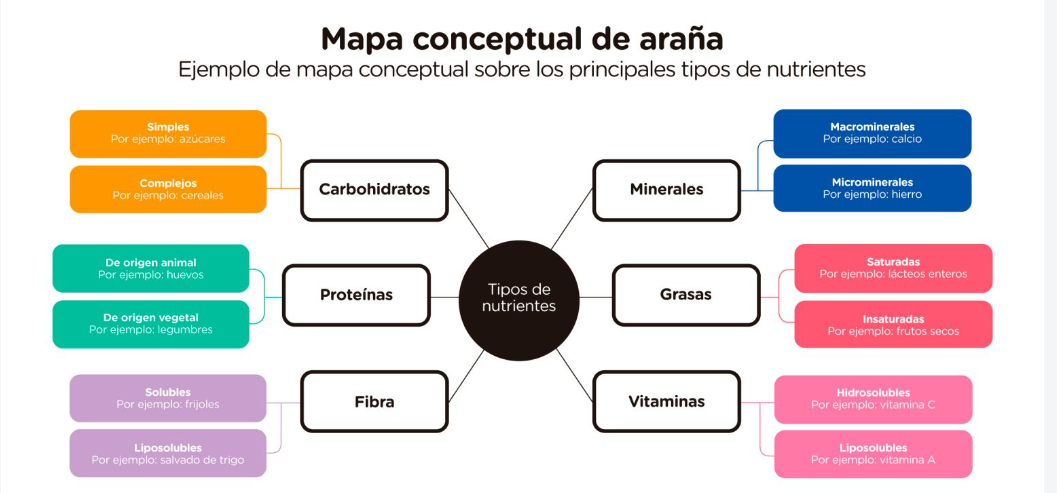 Mapa conceptual de araña
Ejemplo de mapa conceptual sobre los principales tipos de nutrientes
Simples
Por ejemplo: azúcares
Complejos
Por ejemplo: cereales
Carbohidratos
De origen animal
Por ejemplo: huevos
De origen vegetal
Por ejemplo: legumbres
Proteínas
Solubles
Por ejemplo: frijoles
Liposolubles
Por ejemplo: salvado de trigo
Fibra
Tipos de
nutrientes
Minerales
Macrominerales
Por ejemplo: calcio
Microminerales
Por ejemplo: hierro
Grasas
Saturadas
Por ejemplo: lácteos enteros
Insaturadas
Por ejemplo: frutos secos
Vitaminas
Hidrosolubles
Por ejemplo: vitamina C
Liposolubles
Por ejemplo: vitamina A